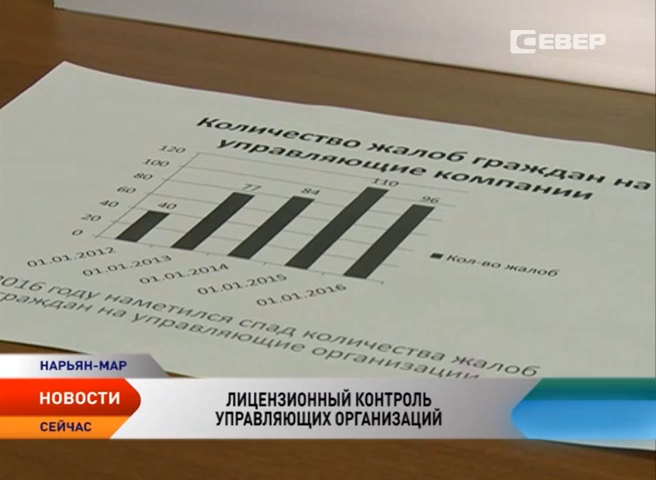 СЕВЕР
Количество жалоб граждан на
управляющие компании
120
100
80
60
40
20
0
40
77
84
110
96
01.01.2012
01.01.2013
01.01.2014
01.01.2015
01.01.2016
Кол-во жалоб
2016 году наметился спад количества жалоб
граждан на управляющие организации
НАРЬЯН-МАР
НОВОСТИ
СЕЙЧАС
ЛИЦЕНЗИОННЫЙ КОНТРОЛЬ
УПРАВЛЯЮЩИХ ОРГАНИЗАЦИЙ